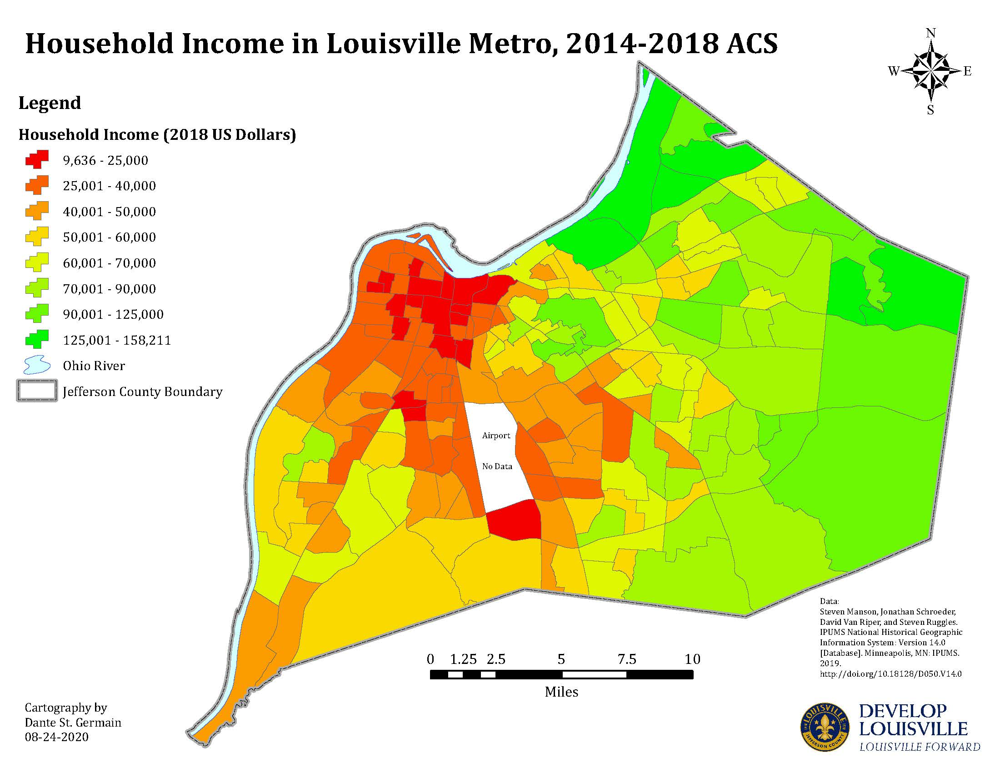 Household Income in Louisville Metro, 2014-2018 ACS
N
W
E
S
Legend
Household Income (2018 US Dollars)
9,636 - 25,000
25,001 - 40,000
40,001 - 50,000
50,001 - 60,000
60,001 - 70,000
70,001 - 90,000
90,001 - 125,000
125,001 - 158,211
Ohio River
Jefferson County Boundary
Airport
No Data
Data:
Steven Manson, Jonathan Schroeder,
David Van Riper, and Steven Ruggles.
IPUMS National Historical Geographic
Information System: Version 14.0
[Database]. Minneapolis, MN: IPUMS.
2019.
http://doi.org/10.18128/D050.V14.0
0 1.25 2.5 5 7.5 10
Miles
Cartography by
Dante St. Germain
08-24-2020
LOUISVILLE
JEFFERSON COUNTY
1778
DEVELOP
LOUISVILLE
LOUISVILLE FORWARD